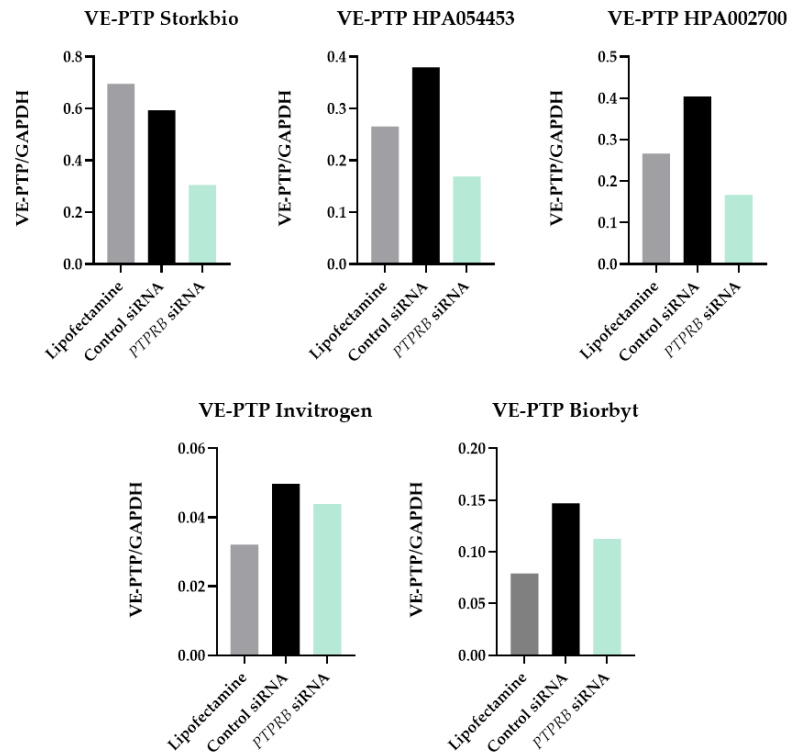 VE-PTP Storkbio
VE-PTP/GAPDH
0.8
0.6
0.4
0.2
0.0
Lipofectamine
Control siRNA
PTPRB siRNA
VE-PTP HPA054453
VE-PTP/GAPDH
0.4
0.3
0.2
0.1
0.0
Lipofectamine
Control siRNA
PTPRB siRNA
VE-PTP HPA002700
VE-PTP/GAPDH
0.5
0.4
0.3
0.2
0.1
0.0
Lipofectamine
Control siRNA
PTPRB siRNA
VE-PTP Invitrogen
VE-PTP/GAPDH
0.06
0.04
0.02
0.00
Lipofectamine
Control siRNA
PTPRB siRNA
VE-PTP Biorbyt
VE-PTP/GAPDH
0.20
0.15
0.10
0.05
0.00
Lipofectamine
Control siRNA
PTPRB siRNA